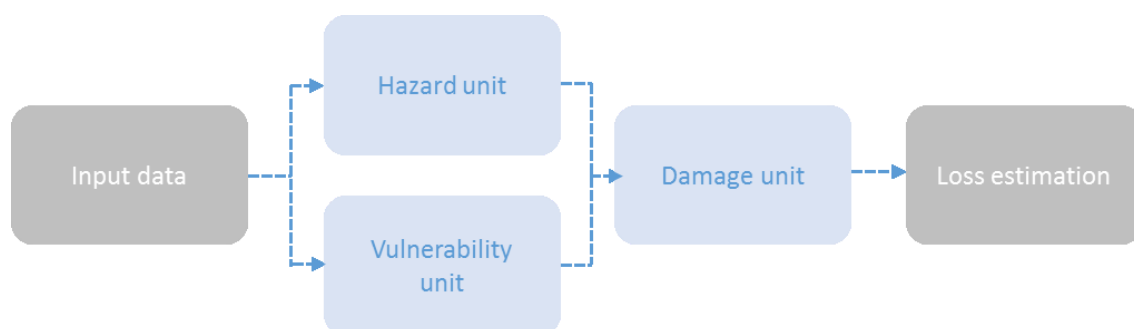 Input data
Hazard unit
Vulnerability
unit
Damage unit
Loss estimation